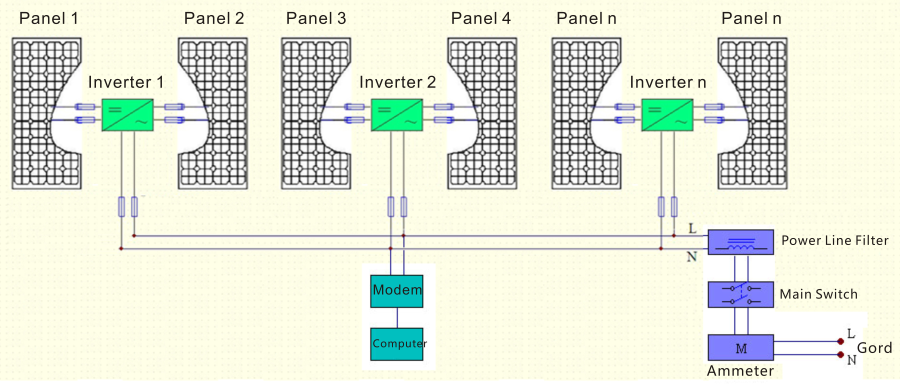 Panel 1 Panel 2 Panel 3 Panel 4 Panel n Panel n
Inverter 1 Inverter 2 Inverter n
L
Power Line Filter
N
Modem
Main Switch
Computer
L
M
Gord
N
Ammeter